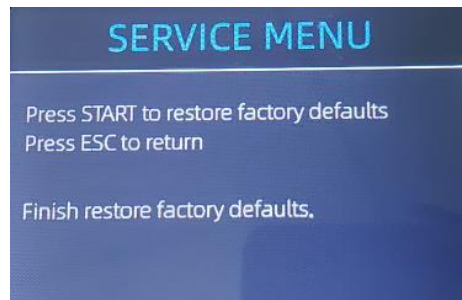 SERVICE MENU
Press START to restore factory defaults
Press ESC to return
Finish restore factory defaults.